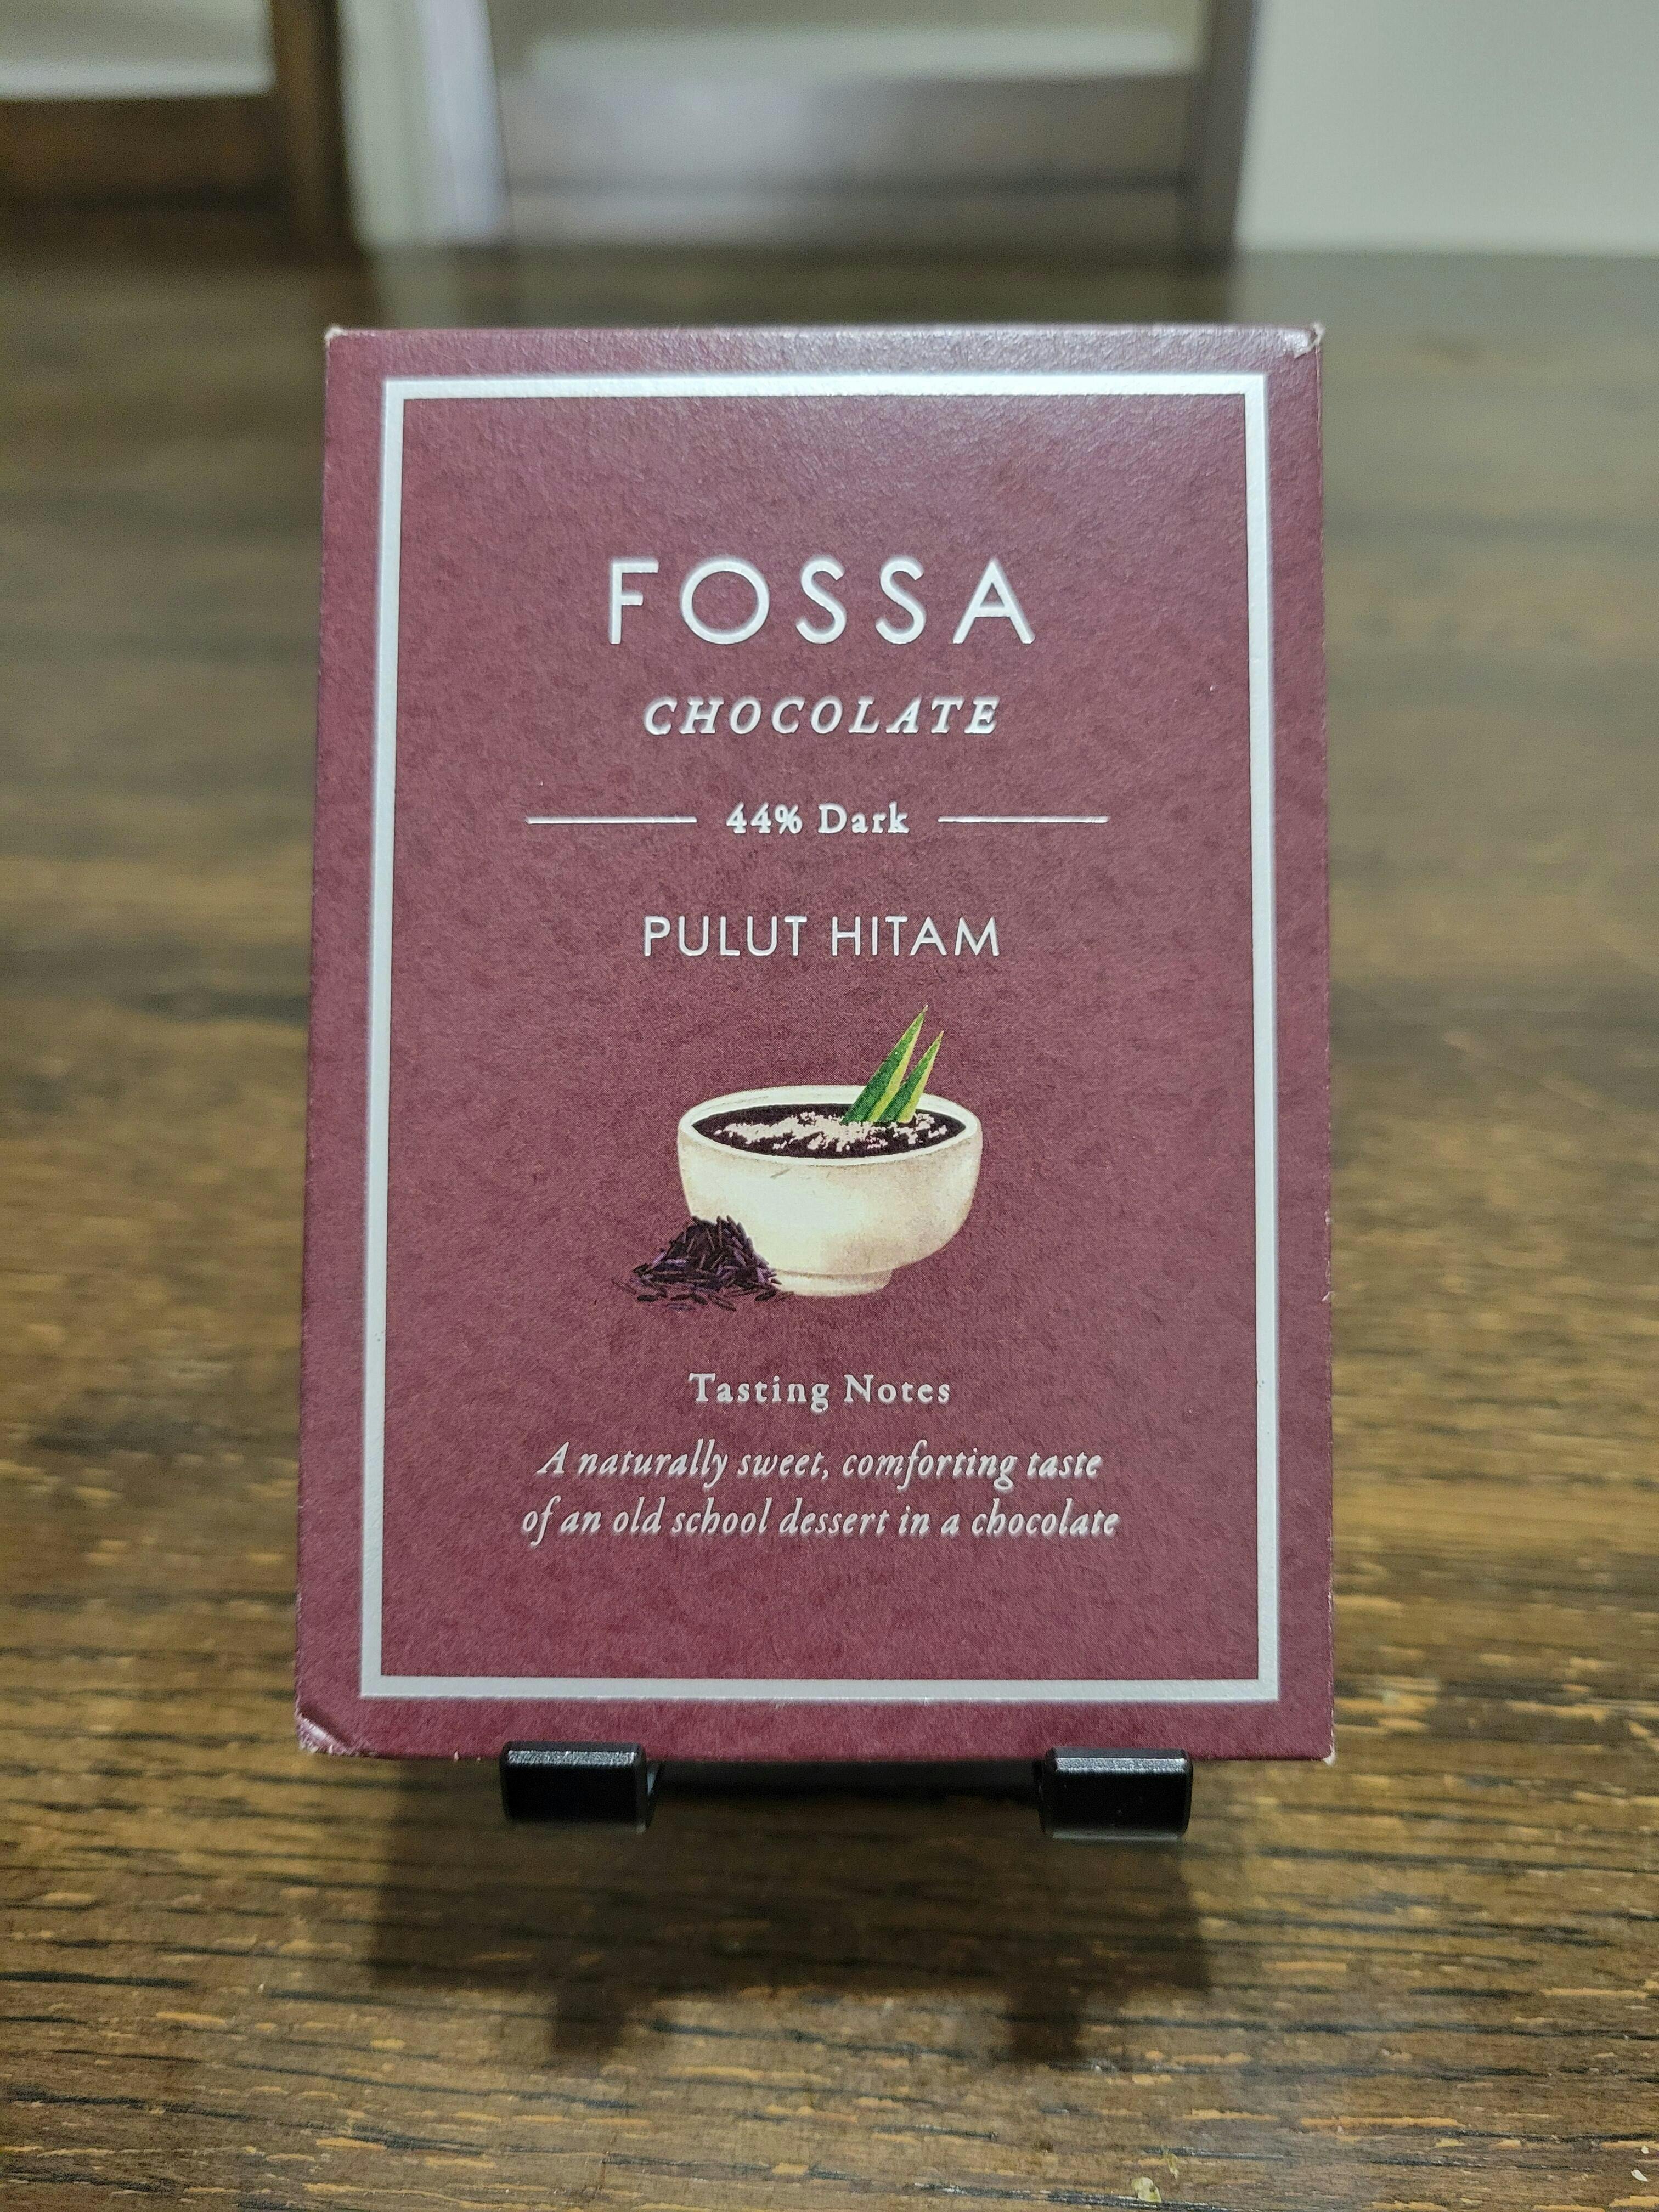 FOSSA
CHOCOLATE
44% Dark
PULUT HITAM
Tasting Notes
A naturally sweet, comforting taste
of an old school dessert in a chocolate